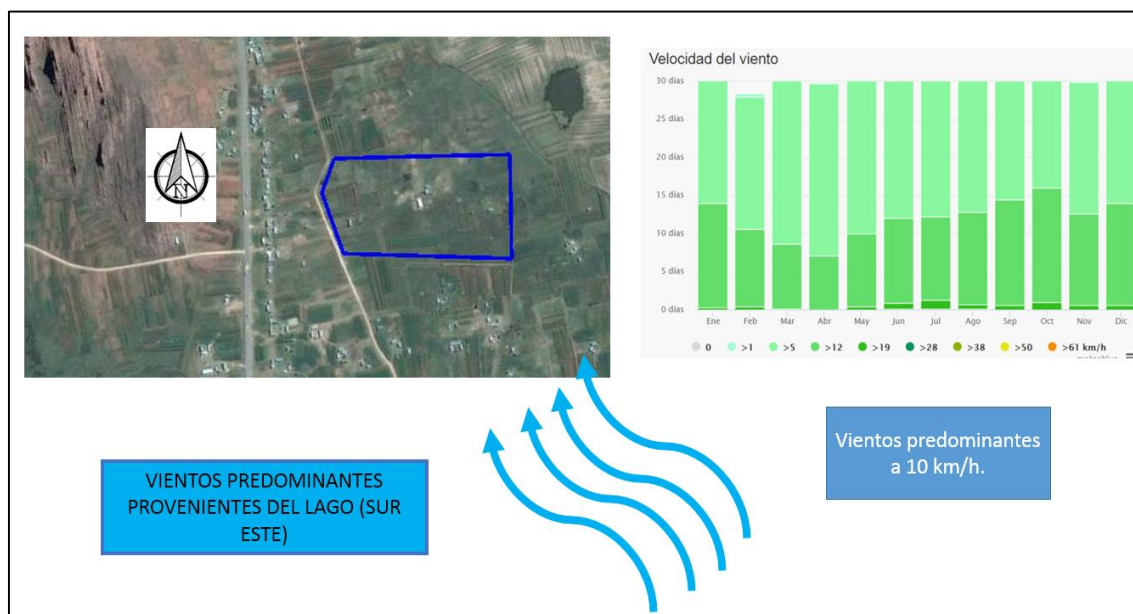 N
Velocidad del viento
30 días
25 días
20 días
15 días
10 días
5 días
0 días
Ene Feb Mar Abr May Jun Jul Ago Sep Oct Nov Dic
0 >1 >5 >12 >19 >28 >38 >50 >61 km/h
VIENTOS PREDOMINANTES
PROVENIENTES DEL LAGO (SUR
ESTE)
Vientos predominantes
a 10 km/h.